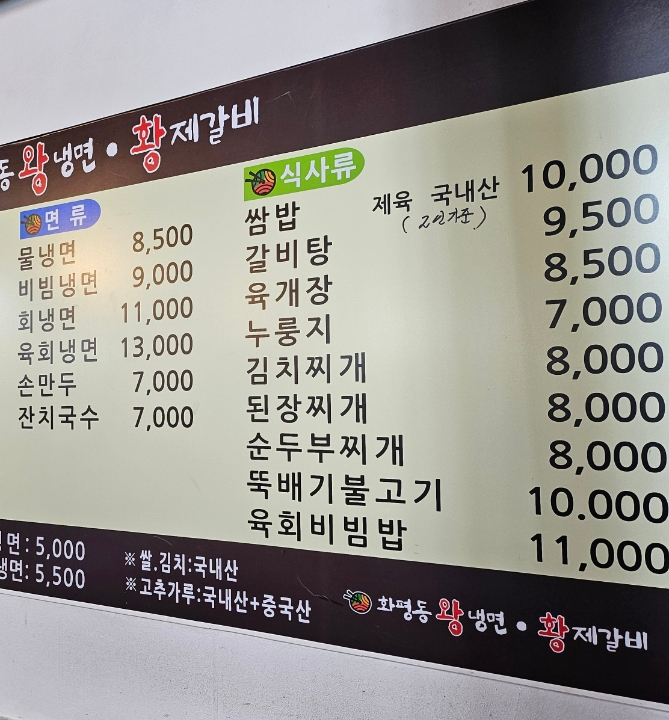 동 왕냉면 • 황제갈비
면 류
물냉면 8,500
비빔냉면 9,000
회냉면 11,000
육회냉면 13,000
손만두 7,000
잔치국수 7,000
식사류
쌈밥 제육 국내산 10,000
(2인 기준)
갈비탕 9,500
육개장 8,500
누룽지 7,000
김치찌개 8,000
된장찌개 8,000
순두부찌개 8,000
뚝배기불고기 10.000
육회비빔밥 11,000
면: 5,000
냉면: 5,500
※쌀.김치:국내산
※고추가루:국내산+중국산
화평동 왕냉면 • 황제갈비